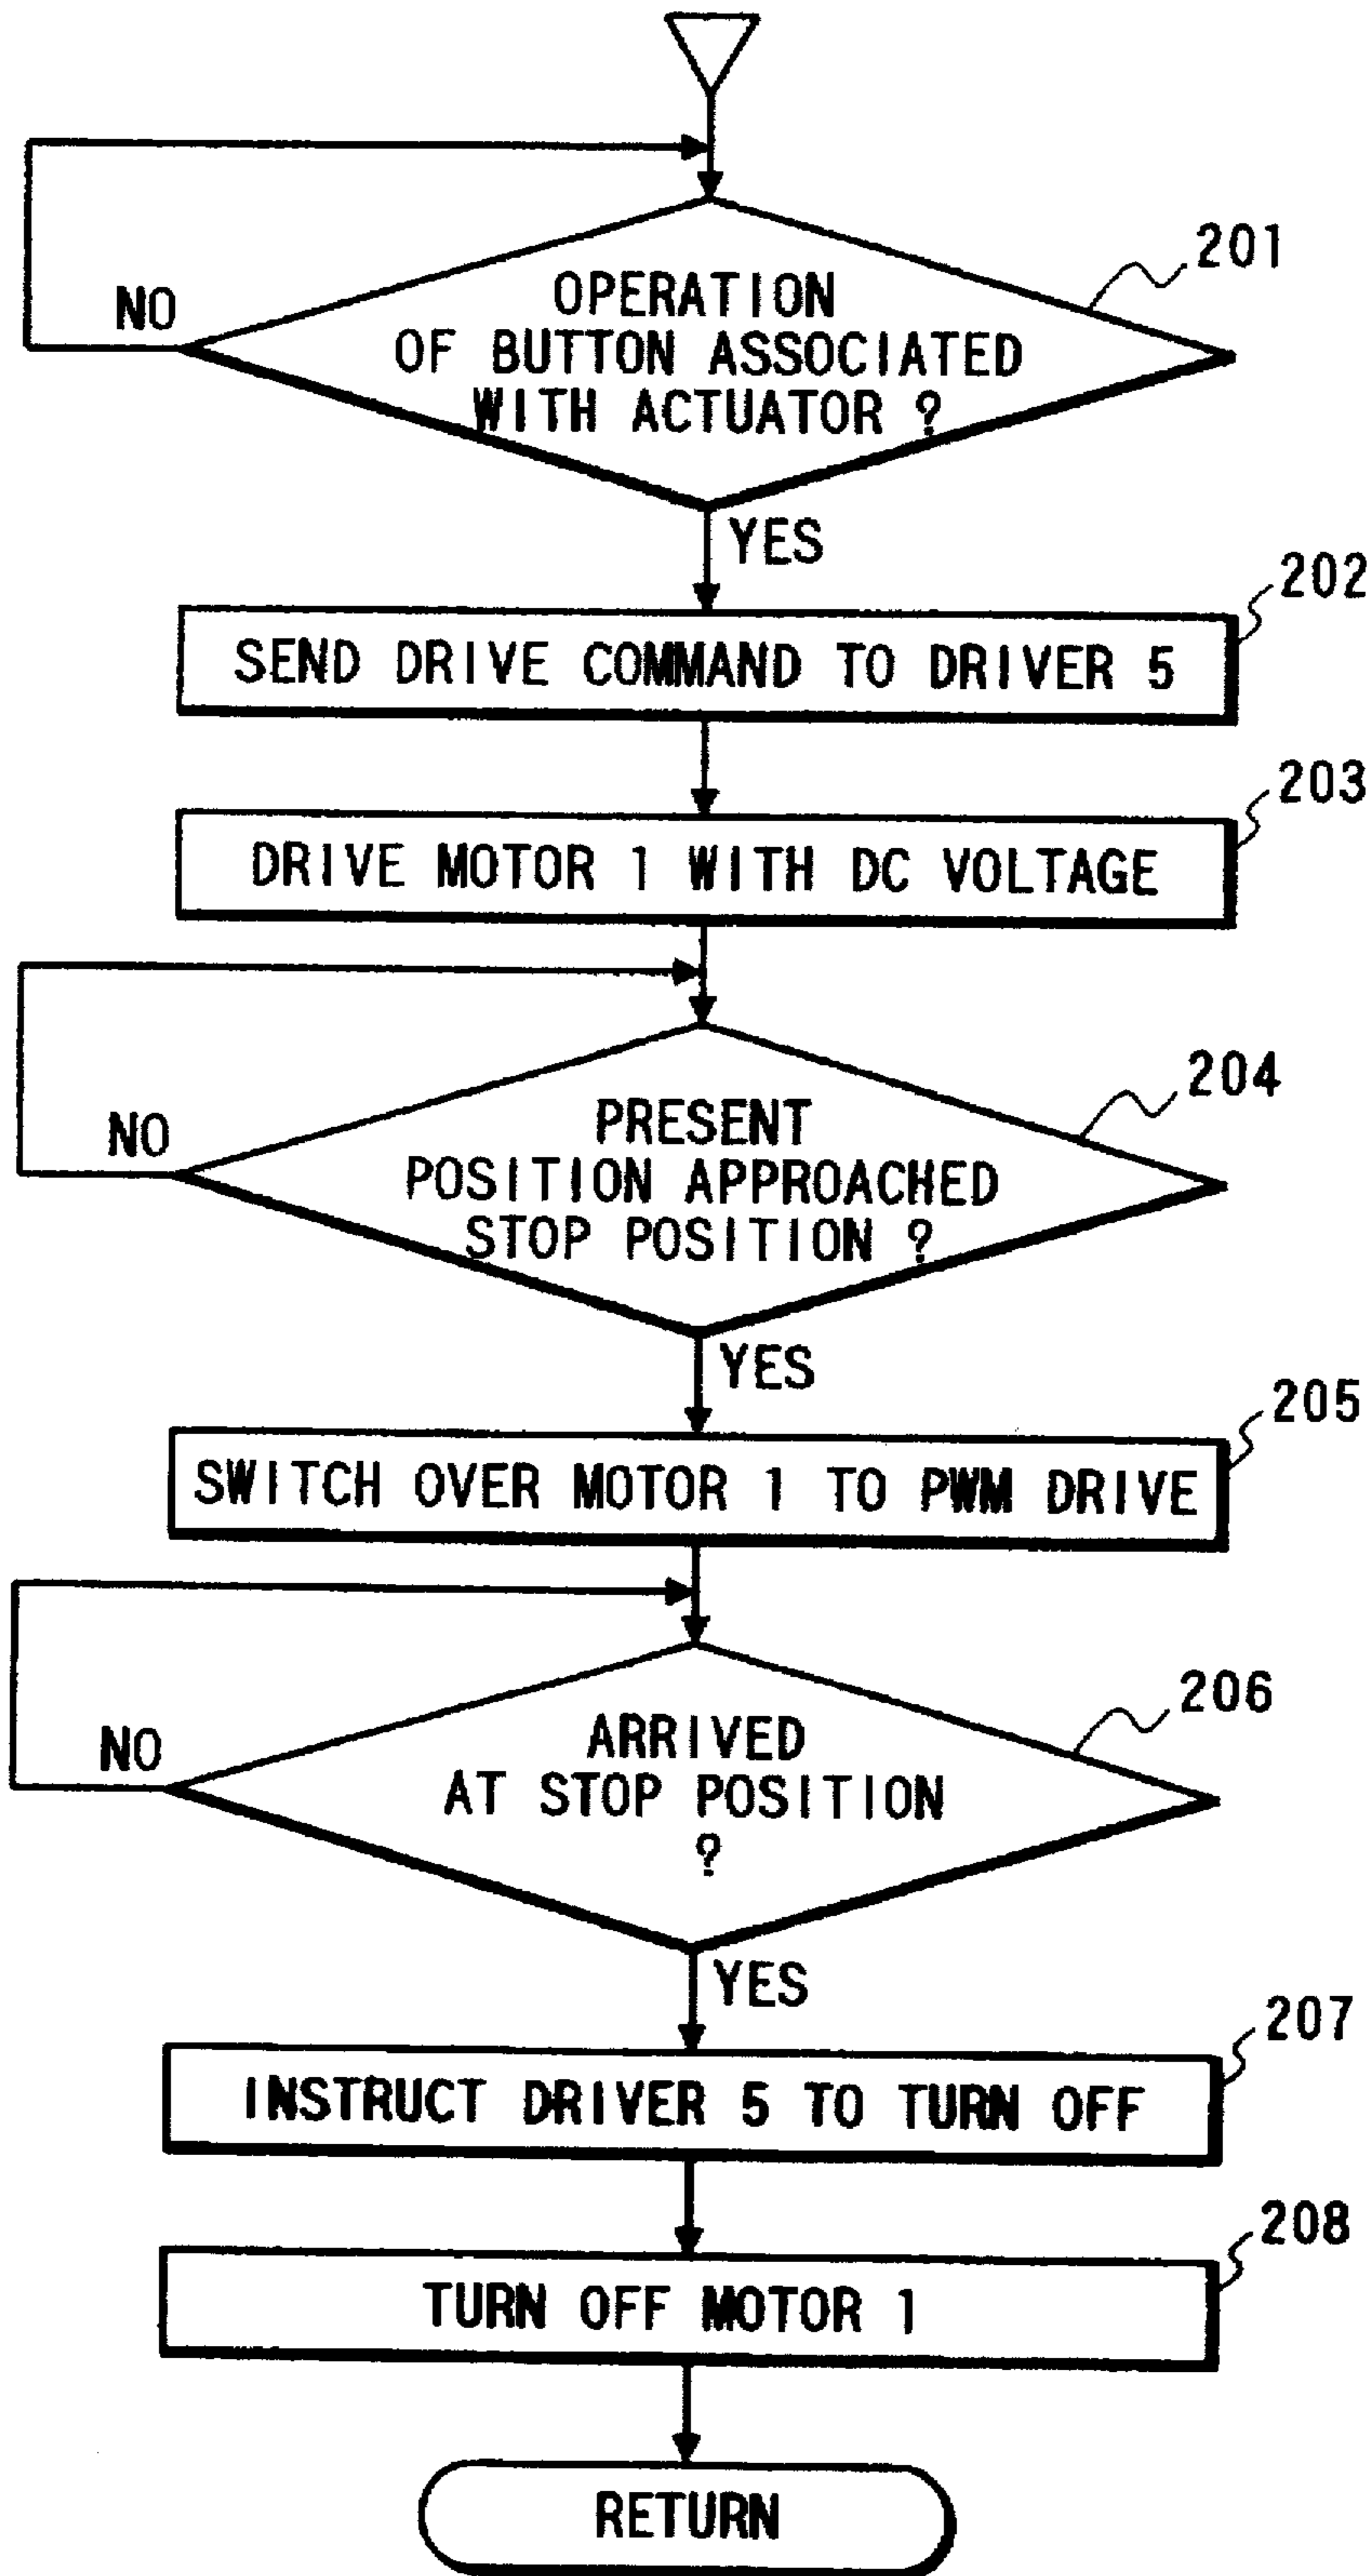 201
OPERATION
OF BUTTON ASSOCIATED
WITH ACTUATOR ?
NO
YES
202
SEND DRIVE COMMAND TO DRIVER 5
203
DRIVE MOTOR 1 WITH DC VOLTAGE
204
PRESENT
POSITION APPROACHED
STOP POSITION ?
NO
YES
205
SWITCH OVER MOTOR 1 TO PWM DRIVE
206
ARRIVED
AT STOP POSITION
?
NO
YES
207
INSTRUCT DRIVER 5 TO TURN OFF
208
TURN OFF MOTOR 1
RETURN